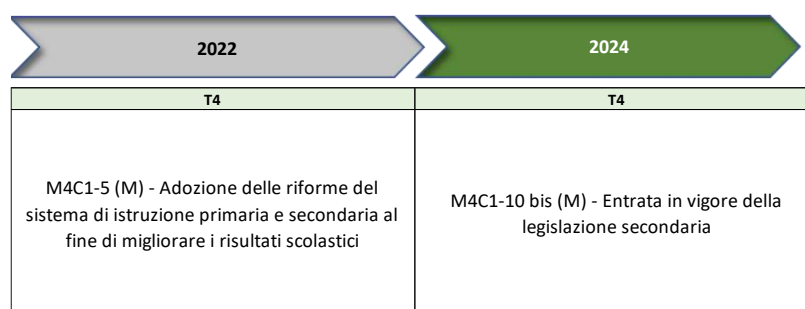 2022
2024
T4
T4
M4C1-5 (M) - Adozione delle riforme del
sistema di istruzione primaria e secondaria al
fine di migliorare i risultati scolastici
M4C1-10 bis (M) - Entrata in vigore della
legislazione secondaria